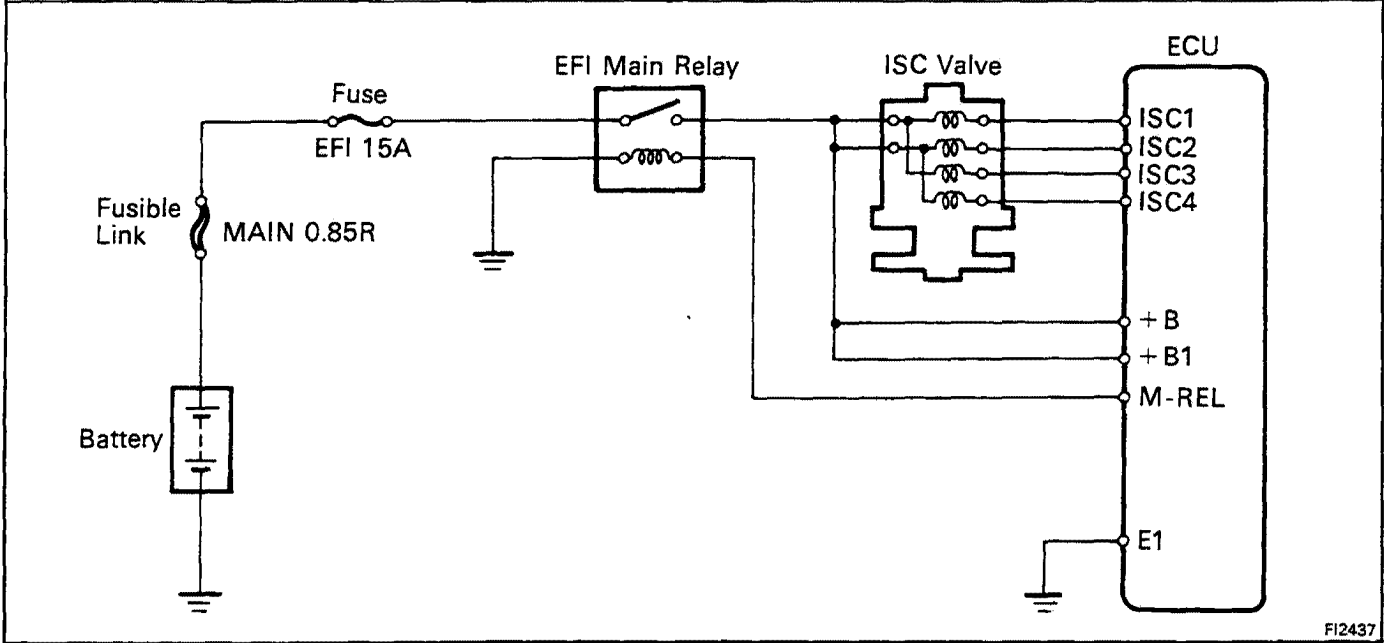 ECU
EFI Main Relay
ISC Valve
Fuse
EFI 15A
ISC1
ISC2
ISC3
ISC4
Fusible
Link
MAIN 0.85R
+B
+B1
M-REL
Battery
E1
FI2437